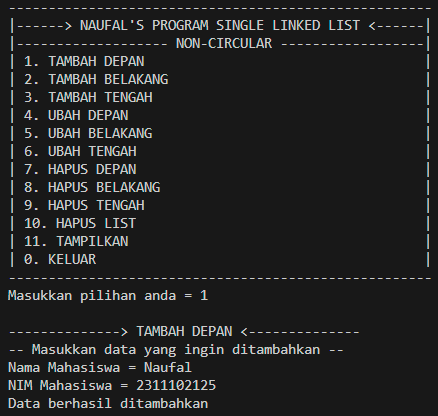 -----------------------------------------------------
|------> NAUFAL'S PROGRAM SINGLE LINKED LIST <------|
|------------------- NON-CIRCULAR ------------------|
| 1. TAMBAH DEPAN |
| 2. TAMBAH BELAKANG |
| 3. TAMBAH TENGAH |
| 4. UBAH DEPAN |
| 5. UBAH BELAKANG |
| 6. UBAH TENGAH |
| 7. HAPUS DEPAN |
| 8. HAPUS BELAKANG |
| 9. HAPUS TENGAH |
| 10. HAPUS LIST |
| 11. TAMPILKAN |
| 0. KELUAR |
-----------------------------------------------------
Masukkan pilihan anda = 1
--------------> TAMBAH DEPAN <--------------
-- Masukkan data yang ingin ditambahkan --
Nama Mahasiswa = Naufal
NIM Mahasiswa = 2311102125
Data berhasil ditambahkan